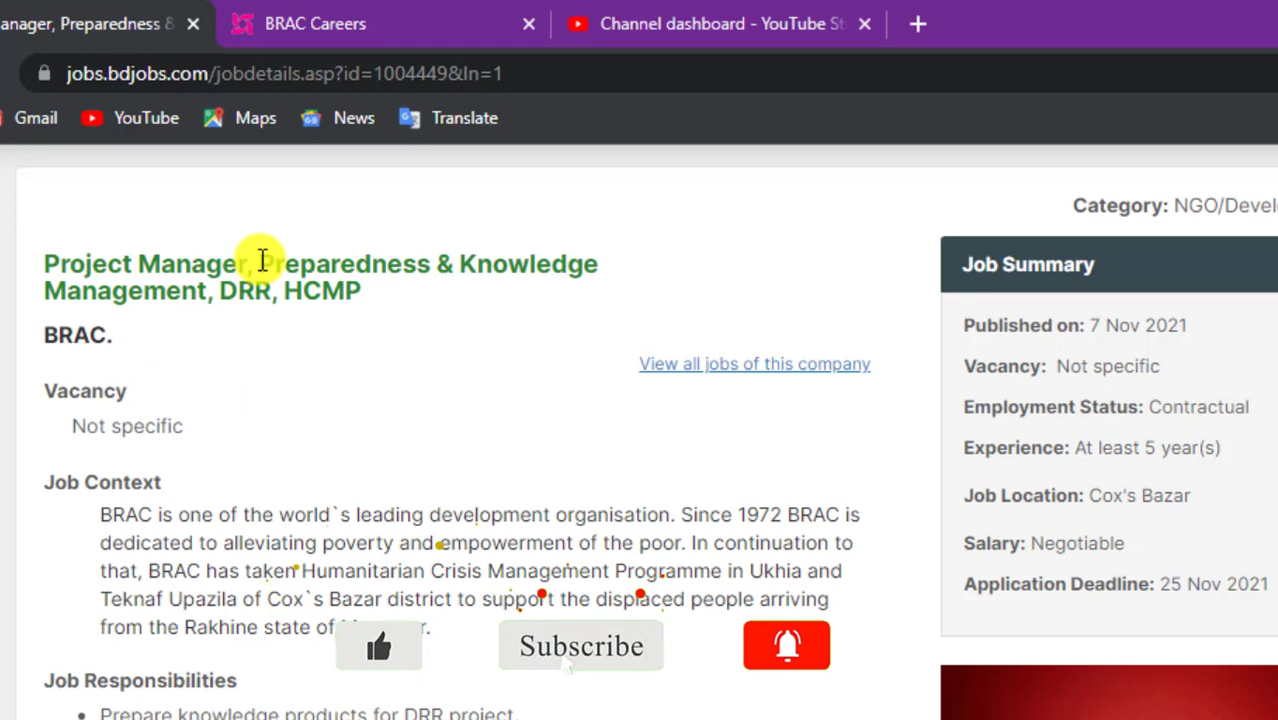 anager, Preparedness &
BRAC Careers
Channel dashboard - YouTube St
jobs.bdjobs.com/jobdetails.asp?id=1004449&ln=1
Gmail
YouTube
Maps
News
Translate
Category: NGO/Devel
Project Manager, Preparedness & Knowledge
Management, DRR, HCMP
BRAC.
View all jobs of this company
Vacancy
Not specific
Job Context
BRAC is one of the world`s leading development organisation. Since 1972 BRAC is
dedicated to alleviating poverty and empowerment of the poor. In continuation to
that, BRAC has taken Humanitarian Crisis Management Programme in Ukhia and
Teknaf Upazila of Cox`s Bazar district to support the displaced people arriving
from the Rakhine state of
Subscribe
Job Responsibilities
Prepare knowledge products for DRR project.
Job Summary
Published on: 7 Nov 2021
Vacancy: Not specific
Employment Status: Contractual
Experience: At least 5 year(s)
Job Location: Cox's Bazar
Salary: Negotiable
Application Deadline: 25 Nov 2021